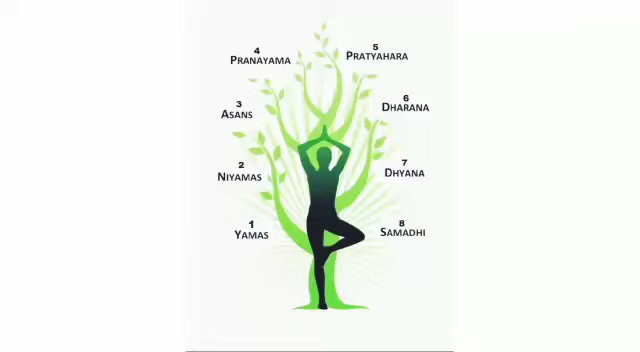 4
PRANAYAMA
5
PRATYAHARA
3
ASANS
6
DHARANA
2
NIYAMAS
7
DHYANA
1
YAMAS
8
SAMADHI